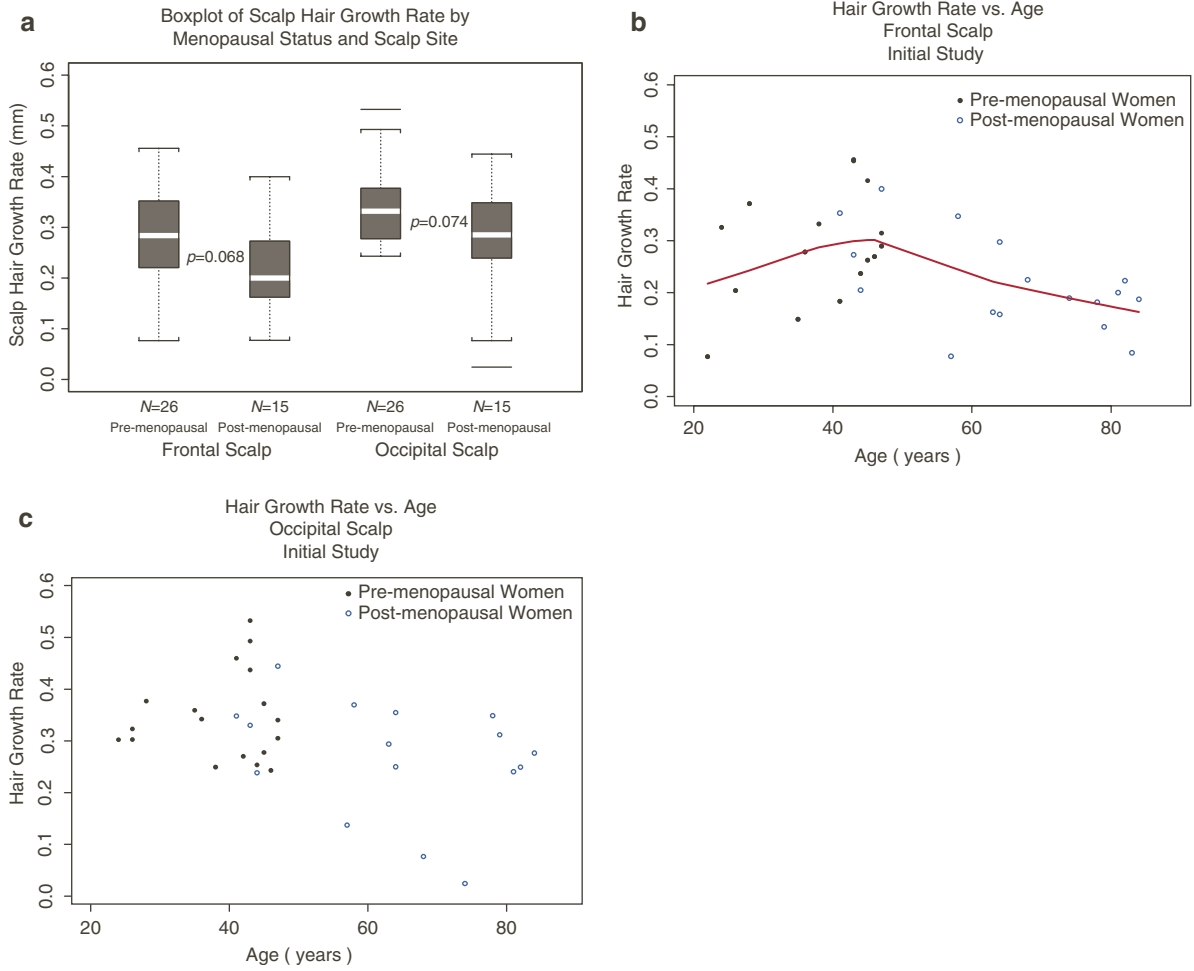 a
Boxplot of Scalp Hair Growth Rate by
Menopausal Status and Scalp Site
Scalp Hair Growth Rate (mm)
0.6
0.5
0.4
0.3
0.2
0.1
0.0
p=0.068
p=0.074
N=26 N=15 N=26 N=15
Pre-menopausal Post-menopausal Pre-menopausal Post-menopausal
Frontal Scalp Occipital Scalp
b
Hair Growth Rate vs. Age
Frontal Scalp
Initial Study
Pre-menopausal Women
Post-menopausal Women
Hair Growth Rate
0.6
0.5
0.4
0.3
0.2
0.1
0.0
20 40 60 80
Age ( years )
c
Hair Growth Rate vs. Age
Occipital Scalp
Initial Study
Pre-menopausal Women
Post-menopausal Women
Hair Growth Rate
0.6
0.5
0.4
0.3
0.2
0.1
0.0
20 40 60 80
Age ( years )